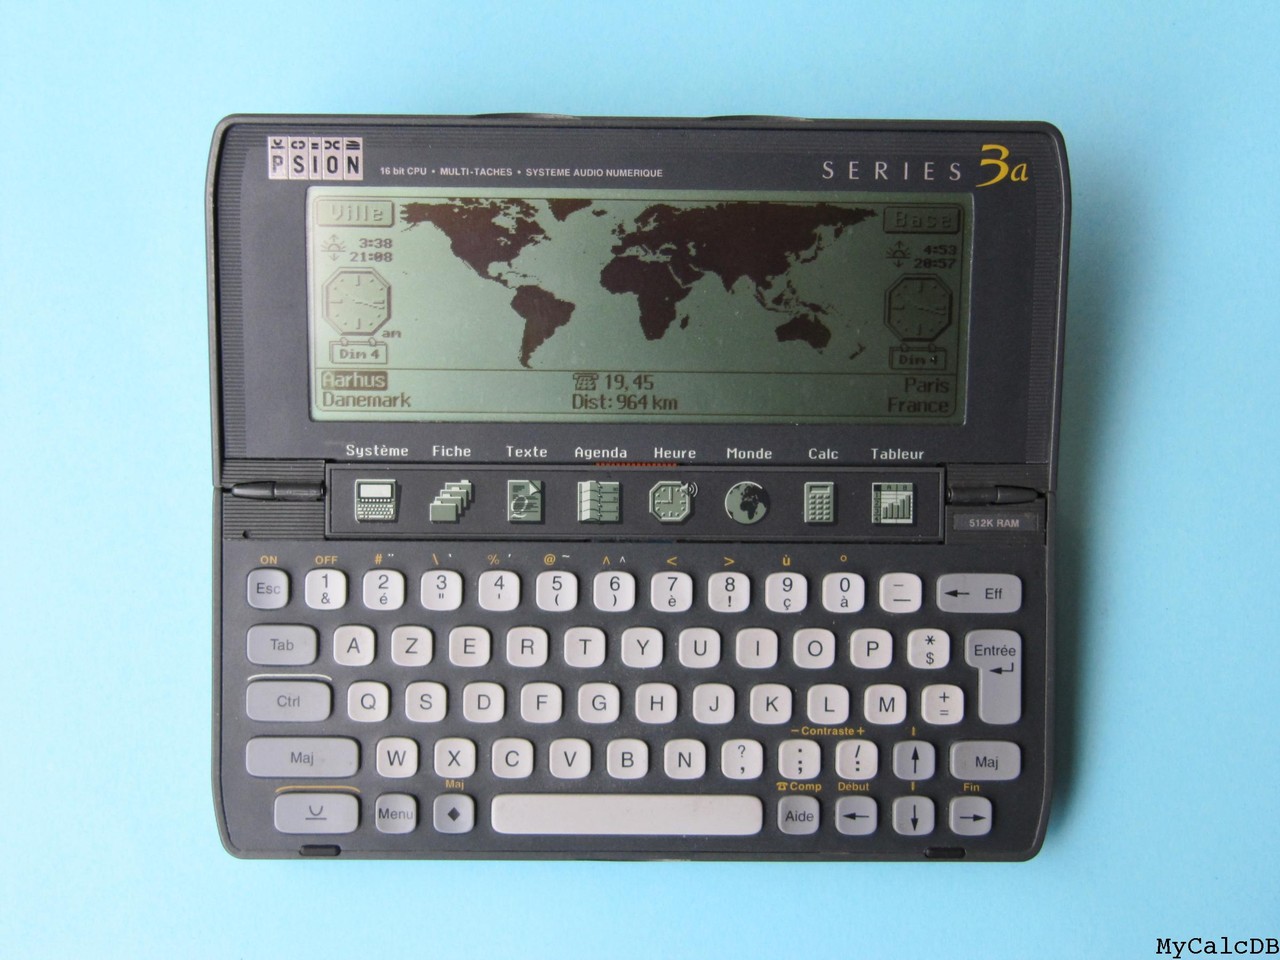 PSION
16 bit CPU • MULTI-TACHES • SYSTEME AUDIO NUMERIQUE
SERIES 3a
Ville
Base
3:38
21:08
4:53
20:57
am
Dim 4
Dim 4
Aarhus
Danemark
19,45
Dist: 964 km
Paris
France
Système Fiche Texte Agenda Heure Monde Calc Tableur
512K RAM
ON OFF # ¨ \ ' % ´ @ ~ ^ ^ < > ù °
Esc 1 2 3 4 5 6 7 8 9 0 _ ← Eff
& é " ' ( ) è ! ç à
Tab A Z E R T Y U I O P * $ Entrée
Ctrl Q S D F G H J K L M + =
− Contraste +
Maj W X C V B N ? , ; . / : ↑ Maj
Maj ☎ Comp Début Fin
Menu ◆ Aide ← ↓ →
MyCalcDB